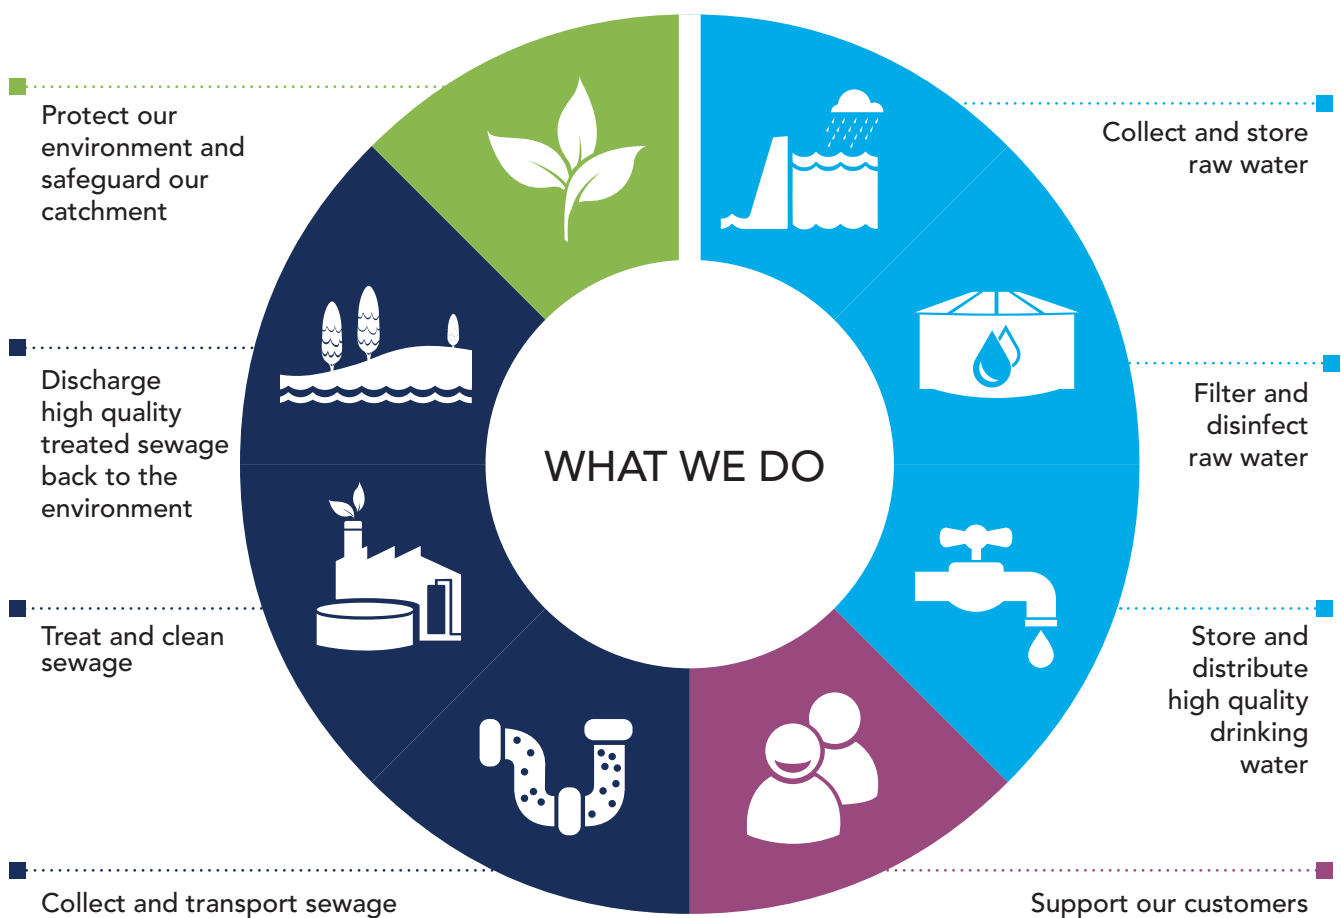 WHAT WE DO
Collect and store
raw water
Filter and
disinfect
raw water
Store and
distribute
high quality
drinking
water
Support our customers
Collect and transport sewage
Treat and clean
sewage
Discharge
high quality
treated sewage
back to the
environment
Protect our
environment and
safeguard our
catchment